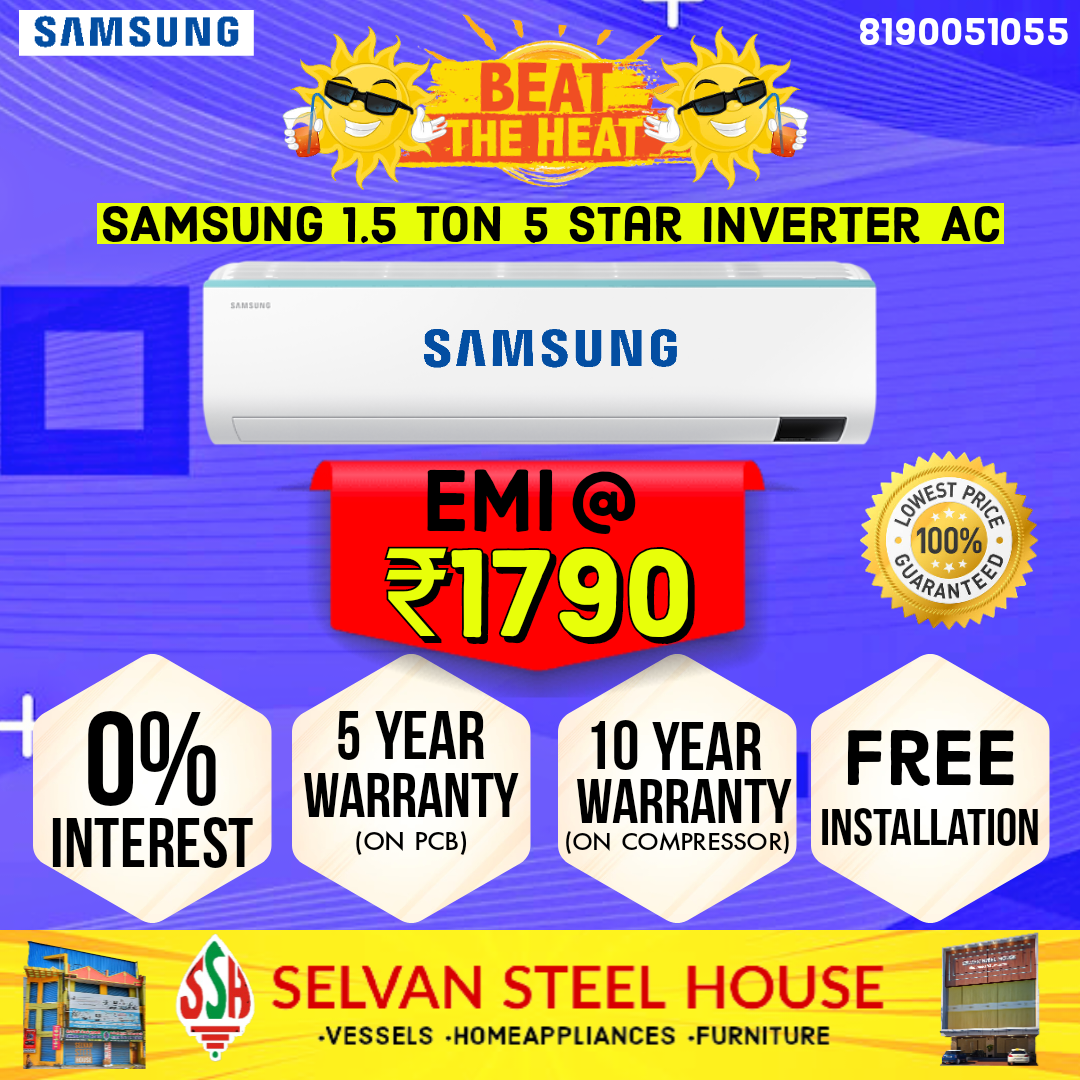 SAMSUNG
8190051055
BEAT
THE HEAT
SAMSUNG 1.5 TON 5 STAR INVERTER AC
SAMSUNG
SAMSUNG
EMI @
₹1790
LOWEST PRICE
100%
GUARANTEED
0%
INTEREST
5 YEAR
WARRANTY
(ON PCB)
10 YEAR
WARRANTY
(ON COMPRESSOR)
FREE
INSTALLATION
SSH
SELVAN STEEL HOUSE
•VESSELS •HOMEAPPLIANCES •FURNITURE